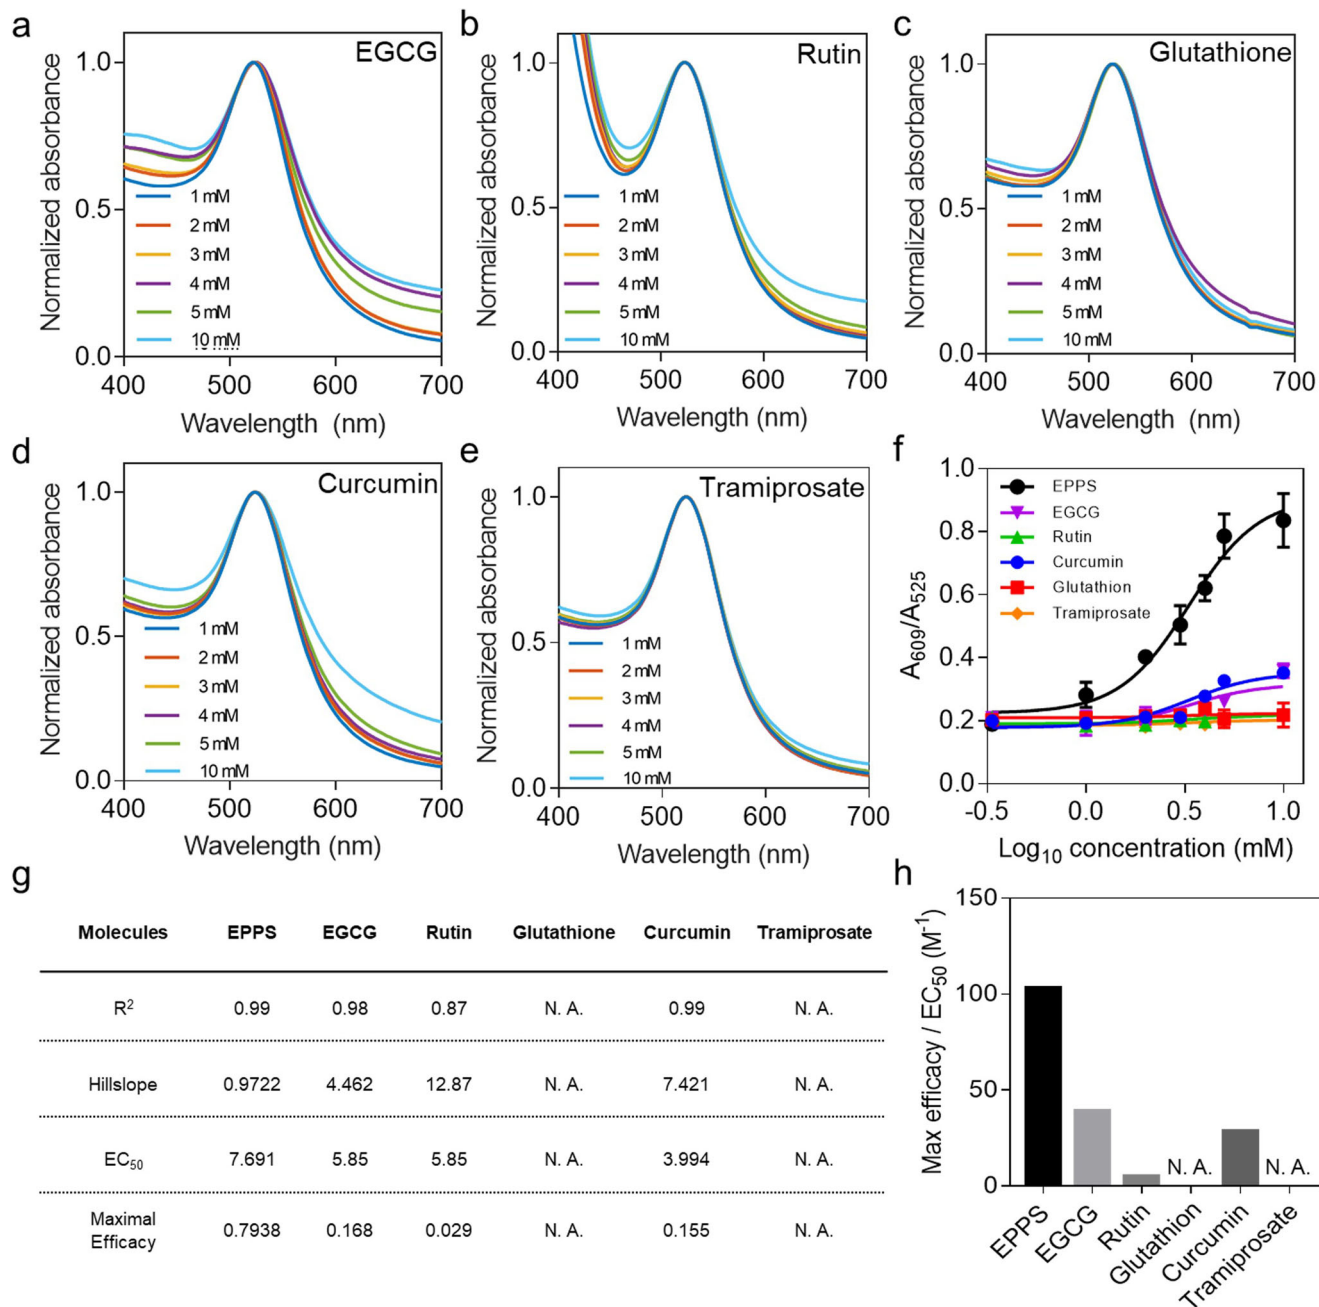 a
EGCG
Normalized absorbance
1.0
0.5
0.0
1 mM
2 mM
3 mM
4 mM
5 mM
10 mM
400
500
600
700
Wavelength (nm)
b
Rutin
Normalized absorbance
1.0
0.5
0.0
1 mM
2 mM
3 mM
4 mM
5 mM
10 mM
400
500
600
700
Wavelength (nm)
c
Glutathione
Normalized absorbance
1.0
0.5
0.0
1 mM
2 mM
3 mM
4 mM
5 mM
10 mM
400
500
600
700
Wavelength (nm)
d
Curcumin
Normalized absorbance
1.0
0.5
0.0
1 mM
2 mM
3 mM
4 mM
5 mM
10 mM
400
500
600
700
Wavelength (nm)
e
Tramiprosate
Normalized absorbance
1.0
0.5
0.0
1 mM
2 mM
3 mM
4 mM
5 mM
10 mM
400
500
600
700
Wavelength (nm)
f
A609/A525
1.0
0.8
0.6
0.4
0.2
0.0
EPPS
EGCG
Rutin
Curcumin
Glutathion
Tramiprosate
-0.5
0.0
0.5
1.0
Log10 concentration (mM)
g
Molecules EPPS EGCG Rutin Glutathione Curcumin Tramiprosate
R² 0.99 0.98 0.87 N. A. 0.99 N. A.
Hillslope 0.9722 4.462 12.87 N. A. 7.421 N. A.
EC50 7.691 5.85 5.85 N. A. 3.994 N. A.
Maximal
Efficacy 0.7938 0.168 0.029 N. A. 0.155 N. A.
h
Max efficacy / EC50 (M⁻¹)
150
100
50
0
N. A.
N. A.
EPPS
EGCG
Rutin
Glutathion
Curcumin
Tramiprosate